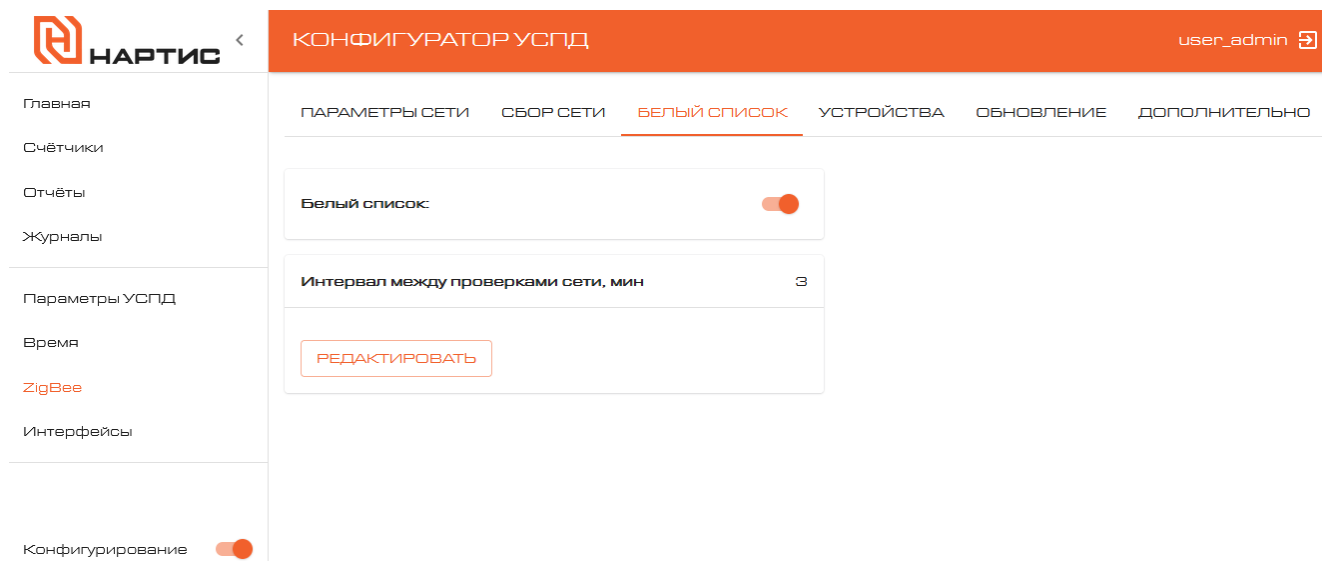 НАРТИС
КОНФИГУРАТОР УСПД
user_admin
Главная
Счётчики
Отчёты
Журналы
Параметры УСПД
Время
ZigBee
Интерфейсы
Конфигурирование
ПАРАМЕТРЫ СЕТИ СБОР СЕТИ БЕЛЫЙ СПИСОК УСТРОЙСТВА ОБНОВЛЕНИЕ ДОПОЛНИТЕЛЬНО
Белый список:
Интервал между проверками сети, мин 3
РЕДАКТИРОВАТЬ